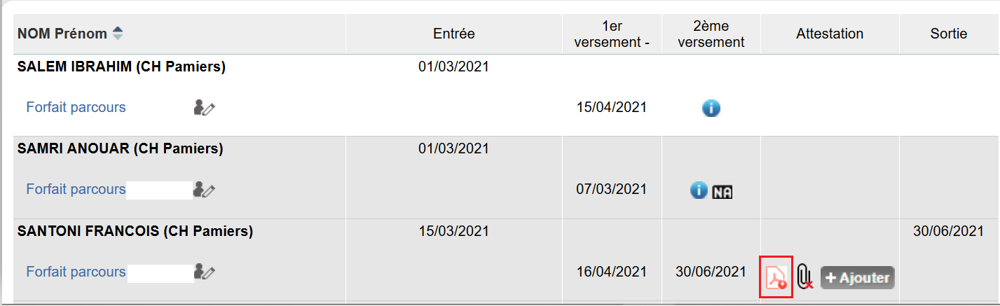 NOM Prénom Entrée 1er versement - 2ème versement Attestation Sortie
SALEM IBRAHIM (CH Pamiers) 01/03/2021
Forfait parcours 15/04/2021 i
SAMRI ANOUAR (CH Pamiers) 01/03/2021
Forfait parcours 07/03/2021 i NA
SANTONI FRANCOIS (CH Pamiers) 15/03/2021 30/06/2021
Forfait parcours 16/04/2021 30/06/2021 + Ajouter